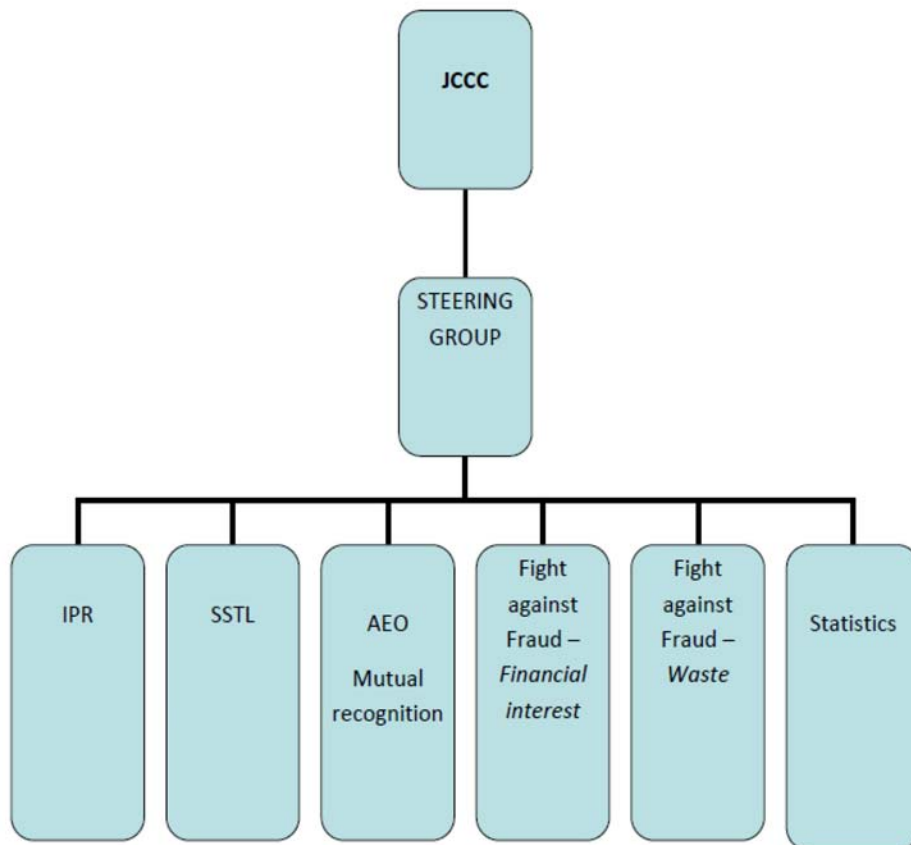 JCCC
STEERING
GROUP
IPR
SSTL
AEO
Mutual
recognition
Fight
against
Fraud –
Financial
interest
Fight
against
Fraud –
Waste
Statistics